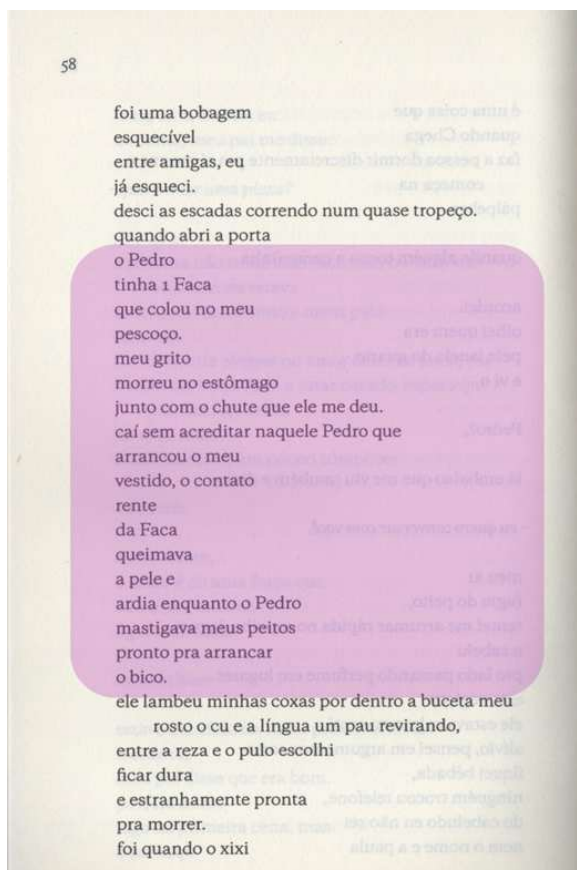 58
foi uma bobagem
esquecível
entre amigas, eu
já esqueci.
desci as escadas correndo num quase tropeço.
quando abri a porta
o Pedro
tinha 1 Faca
que colou no meu
pescoço.
meu grito
morreu no estômago
junto com o chute que ele me deu.
caí sem acreditar naquele Pedro que
arrancou o meu
vestido, o contato
rente
da Faca
queimava
a pele e
ardia enquanto o Pedro
mastigava meus peitos
pronto pra arrancar
o bico.
ele lambeu minhas coxas por dentro a buceta meu
rosto o cu e a língua um pau revirando,
entre a reza e o pulo escolhi
ficar dura
e estranhamente pronta
pra morrer.
foi quando o xixi